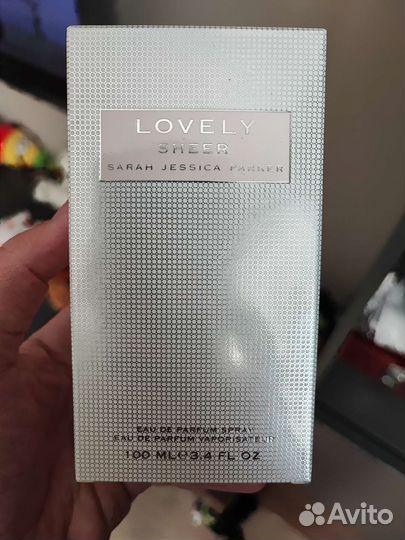 LOVELY
SHEER
SARAH JESSICA PARKER
EAU DE PARFUM SPRAY
EAU DE PARFUM VAPORISATEUR
100 ML℮3.4 FL OZ
Avito